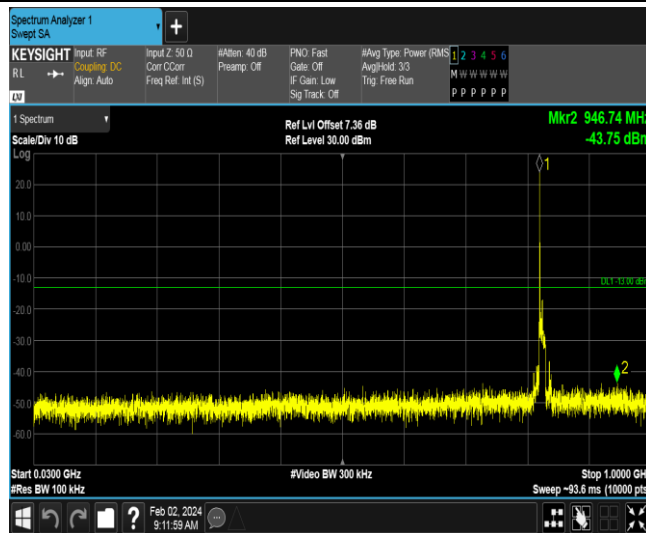 Spectrum Analyzer 1
Swept SA
+
KEYSIGHT
RL
LXI
Input: RF
Coupling: DC
Align: Auto
Input Z: 50 Ω
Corr CCorr
Freq Ref: Int (S)
#Atten: 40 dB
Preamp: Off
PNO: Fast
Gate: Off
IF Gain: Low
Sig Track: Off
#Avg Type: Power (RMS
Avg|Hold: 3/3
Trig: Free Run
1 2 3 4 5 6
M W W W W W
P P P P P P
1 Spectrum
Scale/Div 10 dB
Log
Ref Lvl Offset 7.36 dB
Ref Level 30.00 dBm
Mkr2 946.74 MHz
-43.75 dBm
1
20.0
10.0
0.00
-10.0
DL1 -13.00 dBm
-20.0
-30.0
-40.0
2
-50.0
-60.0
Start 0.0300 GHz
#Res BW 100 kHz
#Video BW 300 kHz
Stop 1.0000 GH
Sweep ~93.6 ms (10000 pts
?
Feb 02, 2024
9:11:59 AM